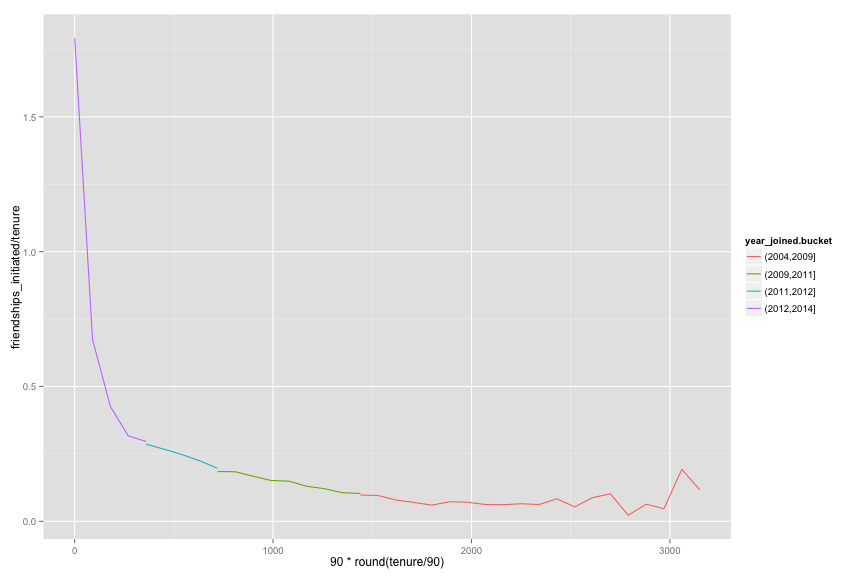 friendships_initiated/tenure
1.5
1.0
0.5
0.0
0 1000 2000 3000
90 * round(tenure/90)
year_joined.bucket
(2004,2009]
(2009,2011]
(2011,2012]
(2012,2014]